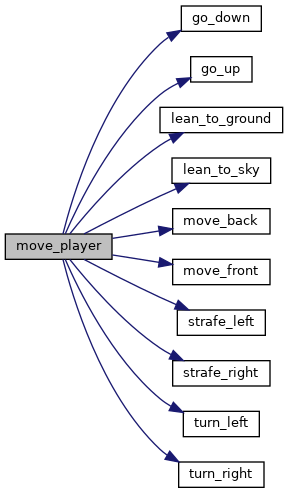 go_down
go_up
lean_to_ground
lean_to_sky
move_player
move_back
move_front
strafe_left
strafe_right
turn_left
turn_right